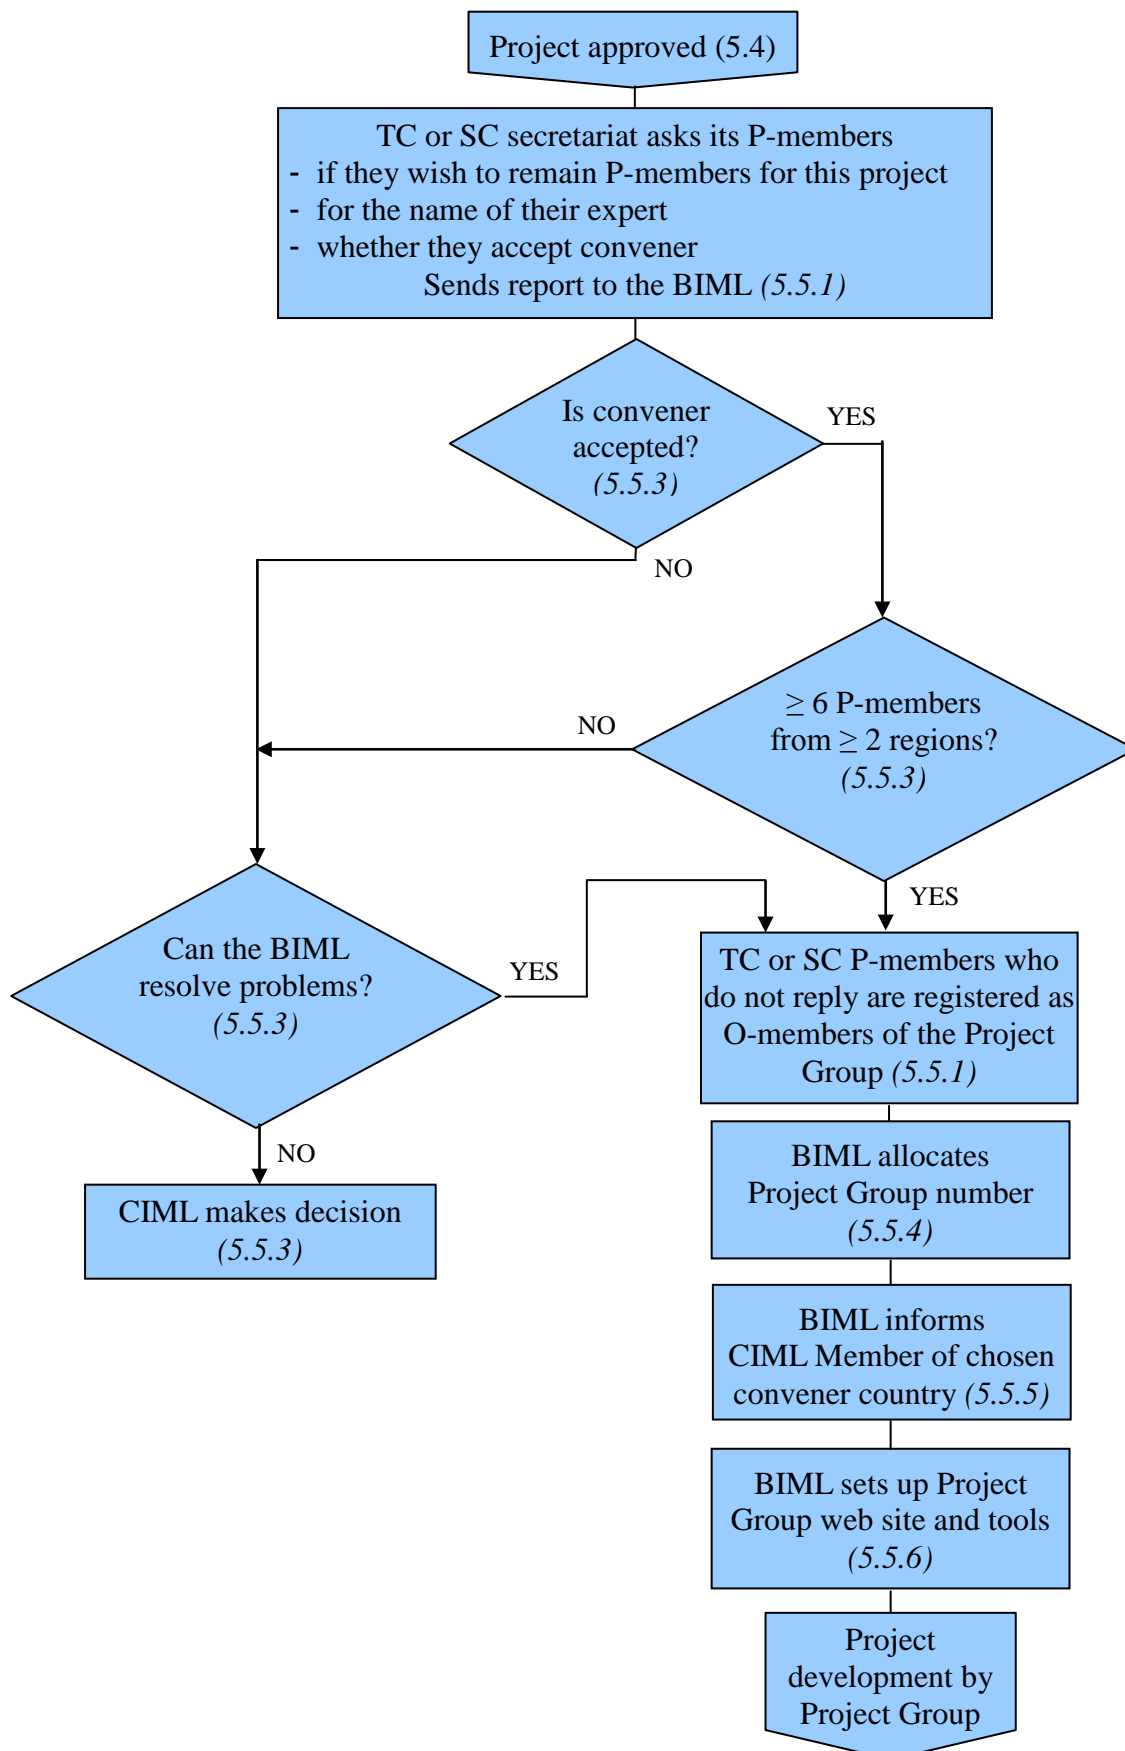 Project approved (5.4)
TC or SC secretariat asks its P-members
- if they wish to remain P-members for this project
- for the name of their expert
- whether they accept convener
Sends report to the BIML (5.5.1)
Is convener
accepted?
(5.5.3)
YES
NO
≥ 6 P-members
from ≥ 2 regions?
(5.5.3)
NO
YES
Can the BIML
resolve problems?
(5.5.3)
YES
NO
CIML makes decision
(5.5.3)
TC or SC P-members who
do not reply are registered as
O-members of the Project
Group (5.5.1)
BIML allocates
Project Group number
(5.5.4)
BIML informs
CIML Member of chosen
convener country (5.5.5)
BIML sets up Project
Group web site and tools
(5.5.6)
Project
development by
Project Group